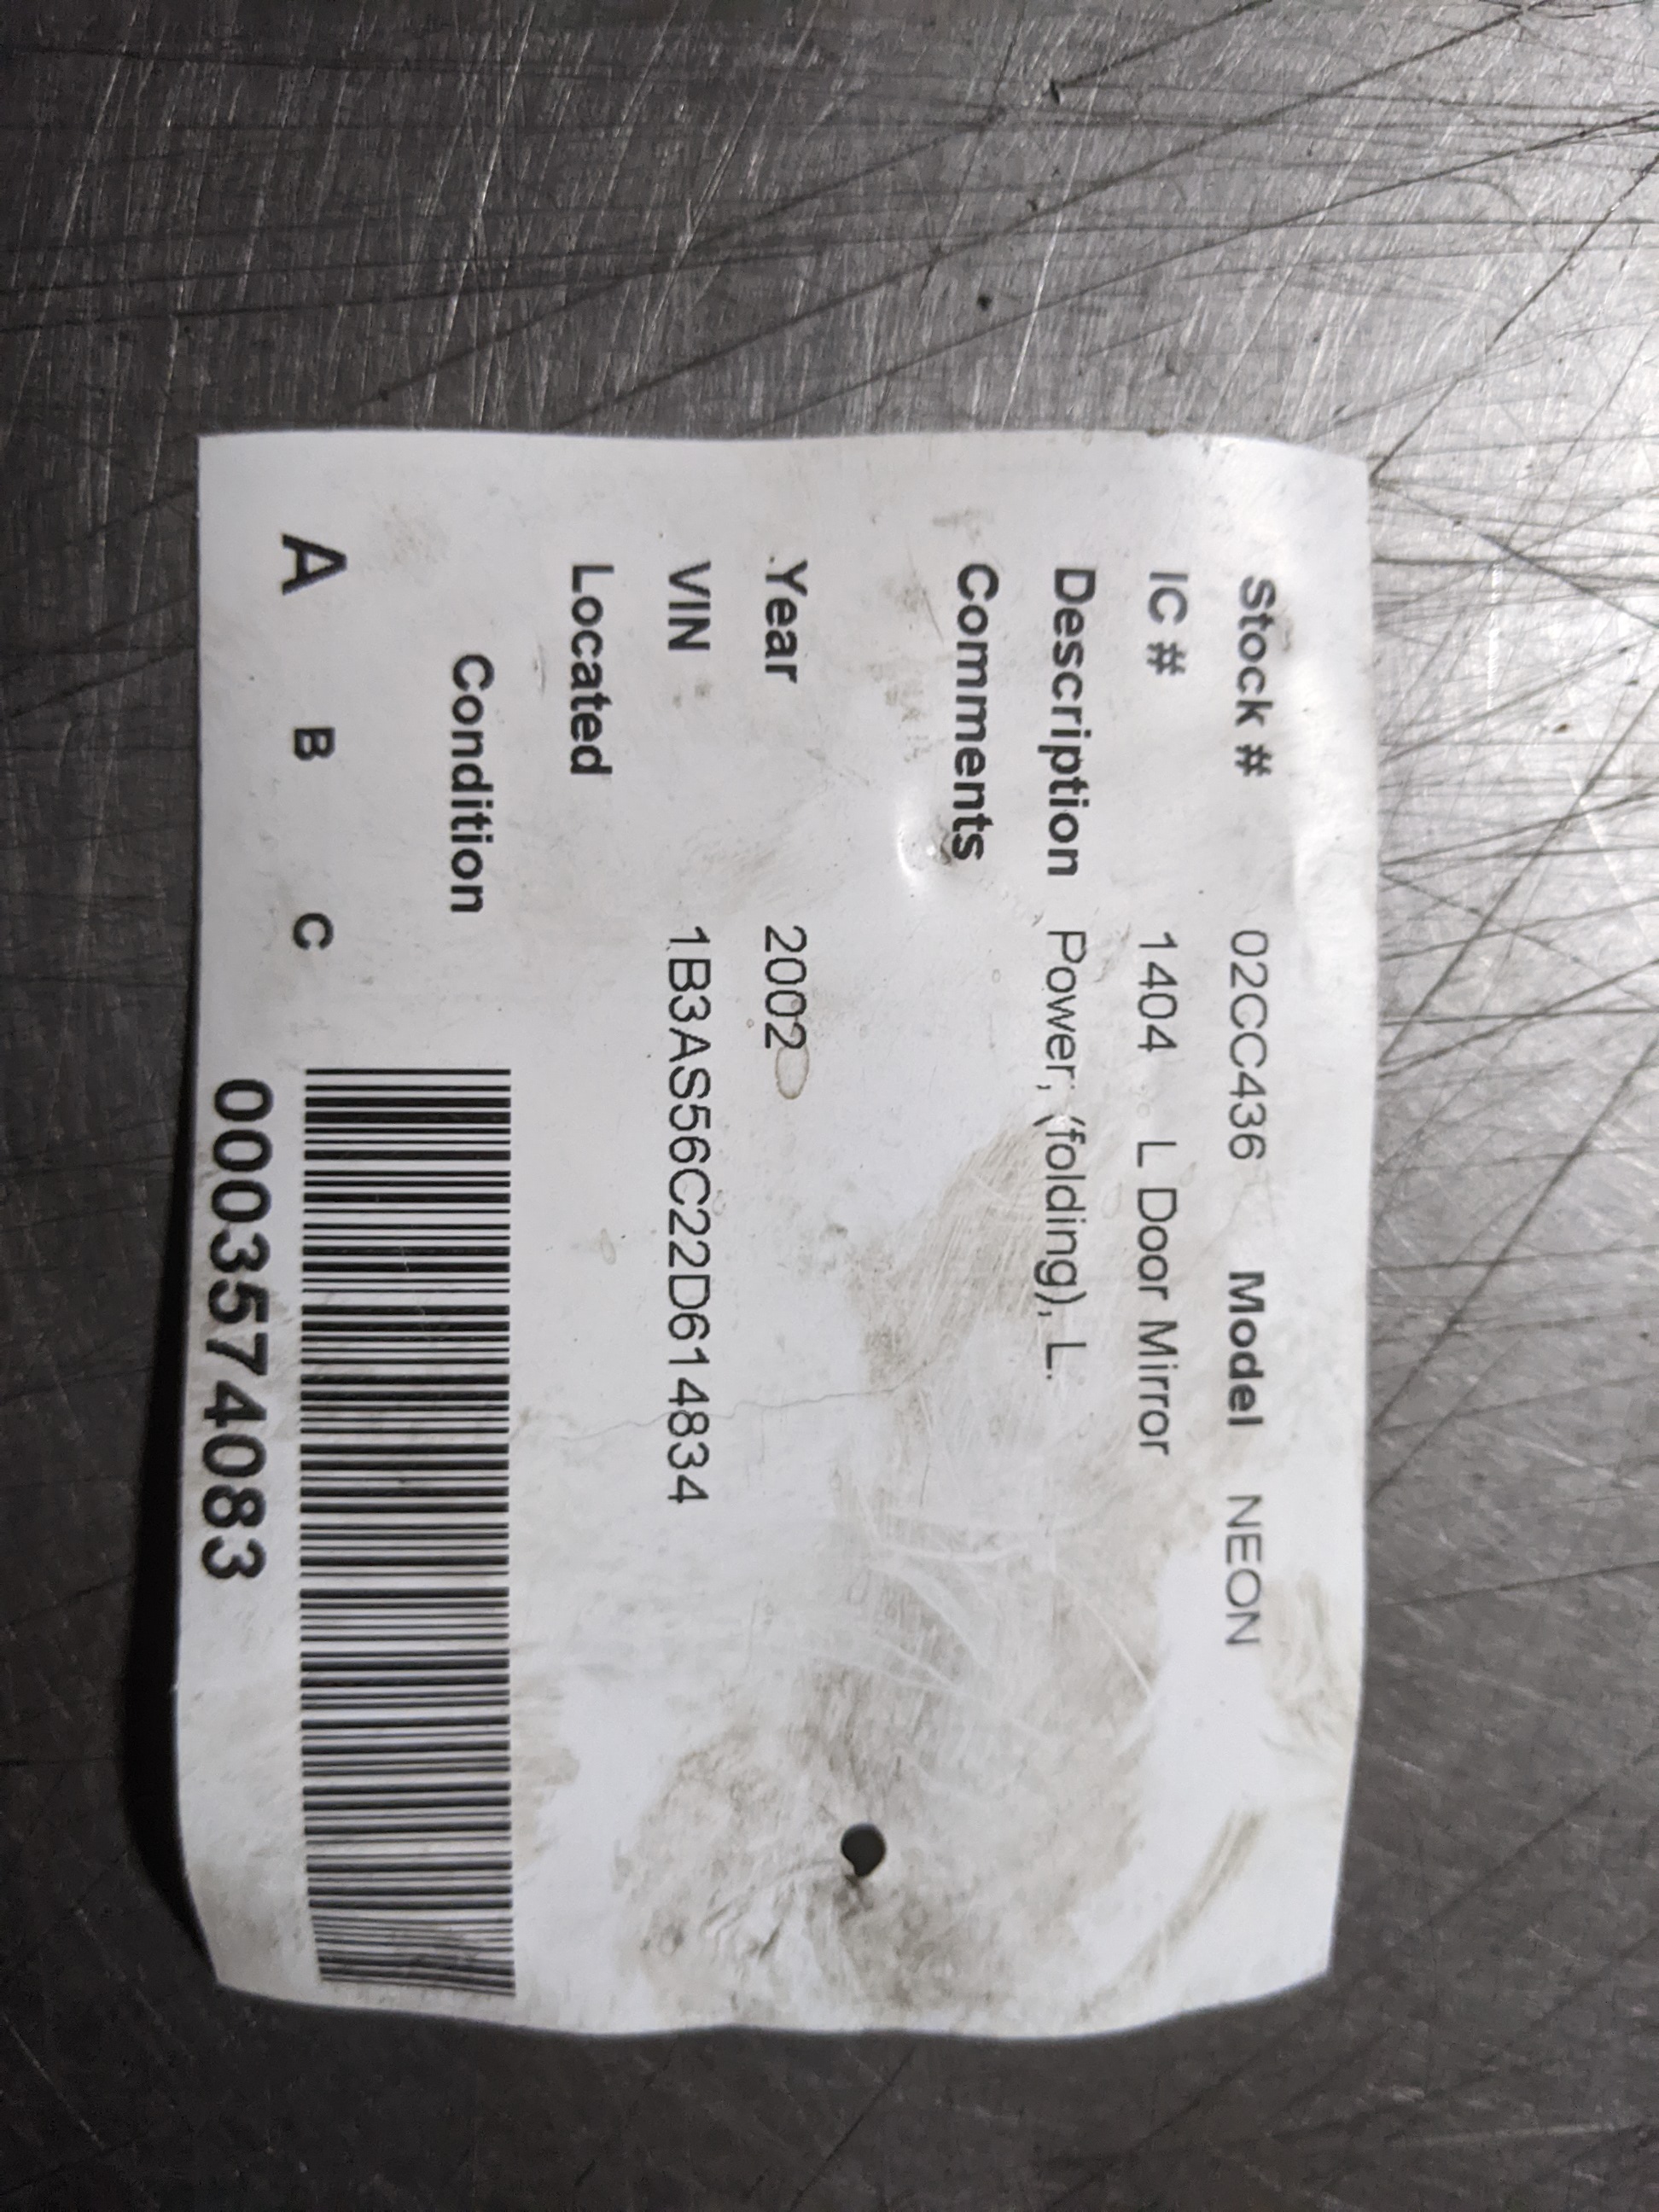 Stock # 02CC436 Model NEON
IC # 1404 L Door Mirror
Description Power; (folding), L.
Comments
Year 2002
VIN 1B3AS56C22D614834
Located
Condition
A B C
0003574083